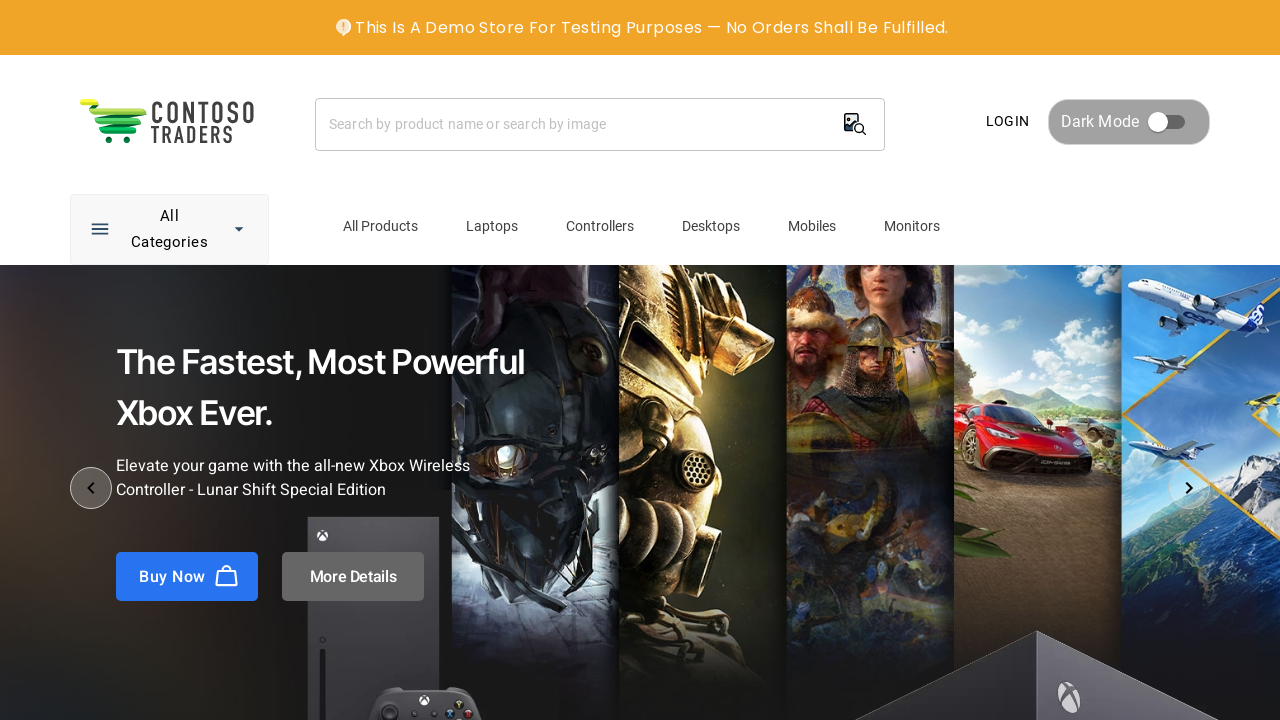 This Is A Demo Store For Testing Purposes — No Orders Shall Be Fulfilled.
CONTOSO
TRADERS
Search by product name or search by image
LOGIN
Dark Mode
All
Categories
All Products
Laptops
Controllers
Desktops
Mobiles
Monitors
The Fastest, Most Powerful
Xbox Ever.
Elevate your game with the all-new Xbox Wireless
Controller - Lunar Shift Special Edition
Buy Now
More Details